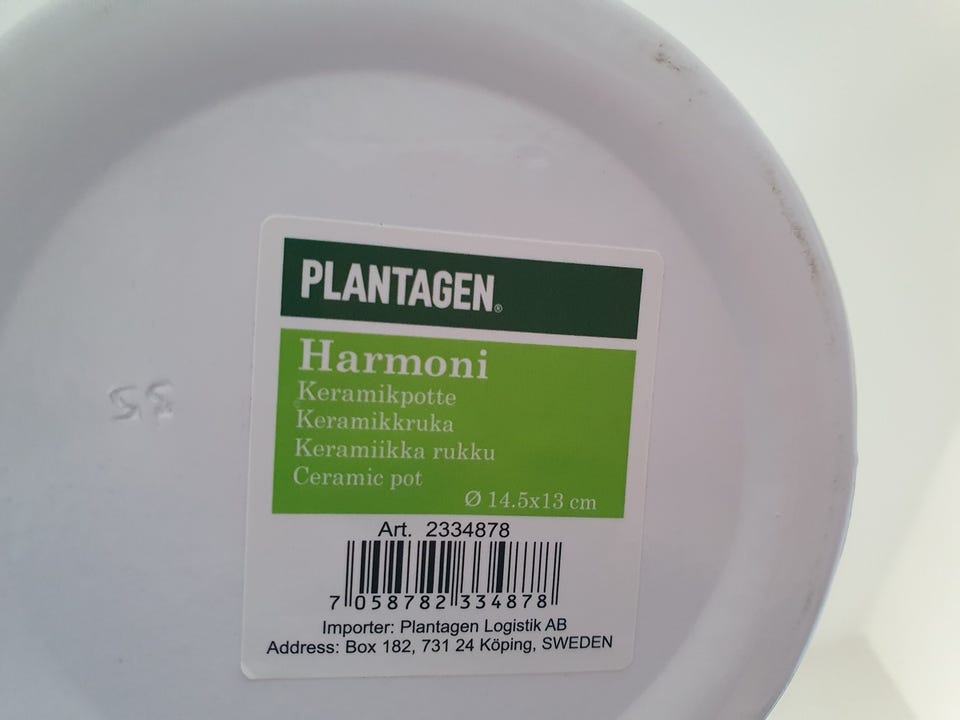 PLANTAGEN®
Harmoni
Keramikpotte
Keramikkruka
Keramiikka rukku
Ceramic pot
Ø 14.5x13 cm
Art. 2334878
7 058782 334878
Importer: Plantagen Logistik AB
Address: Box 182, 731 24 Köping, SWEDEN